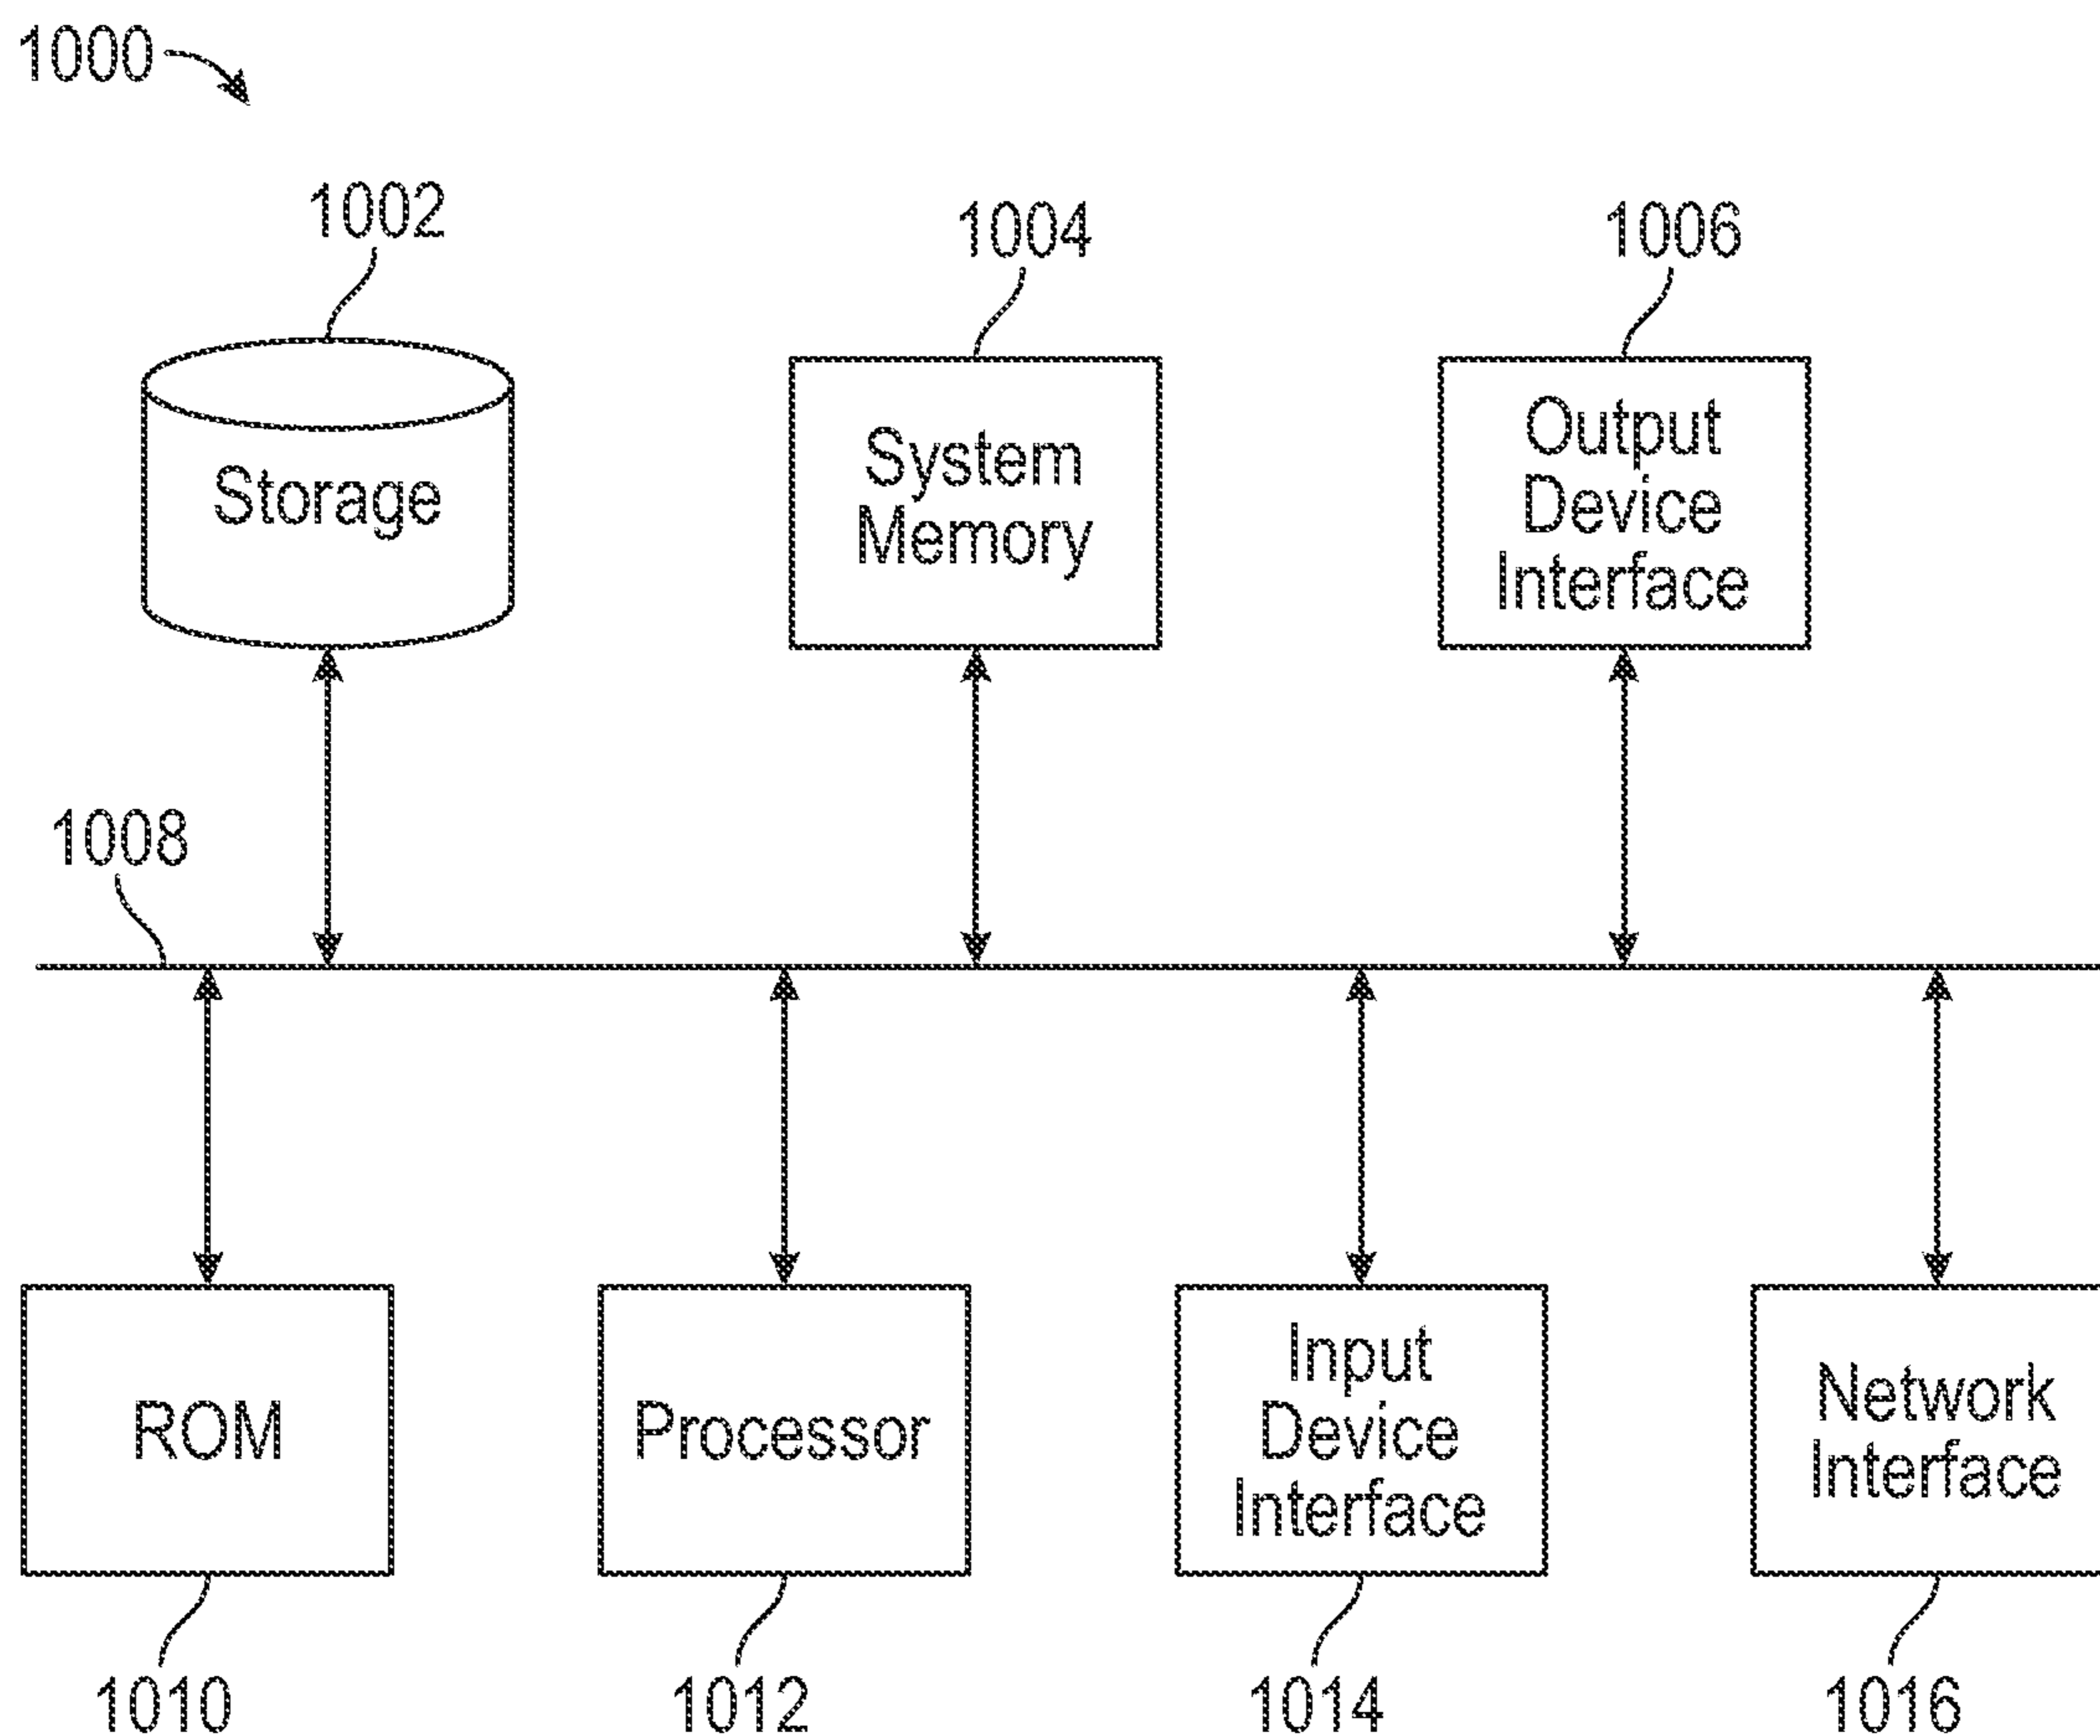 1000
1002
1004
1006
Storage
System
Memory
Output
Device
Interface
1008
ROM
Processor
Input
Device
Interface
Network
Interface
1010
1012
1014
1016